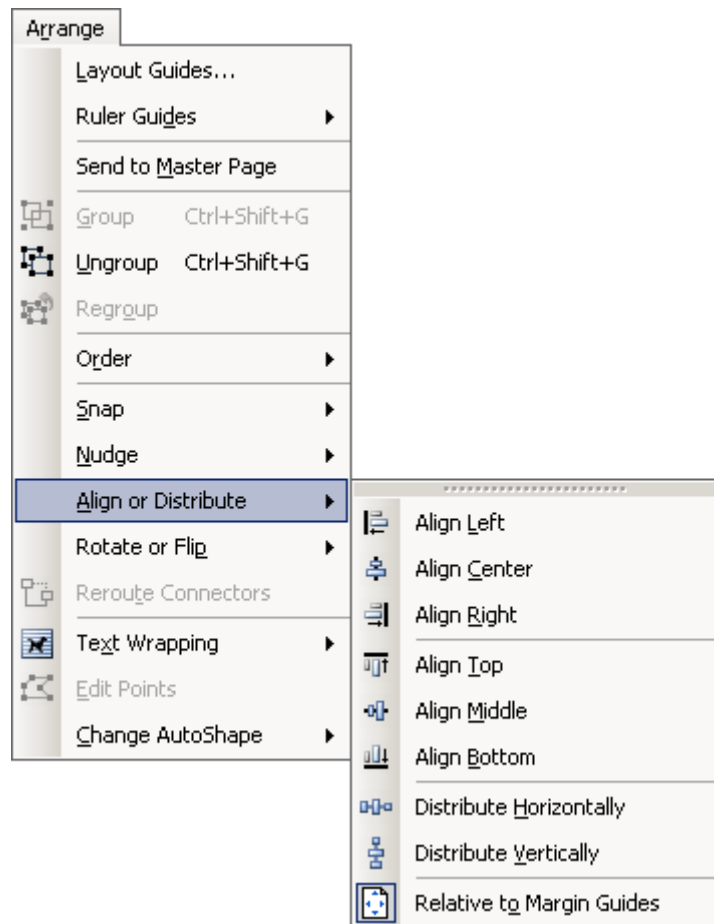 Arrange
Layout Guides...
Ruler Guides
Send to Master Page
Group Ctrl+Shift+G
Ungroup Ctrl+Shift+G
Regroup
Order
Snap
Nudge
Align or Distribute
Rotate or Flip
Reroute Connectors
Text Wrapping
Edit Points
Change AutoShape
Align Left
Align Center
Align Right
Align Top
Align Middle
Align Bottom
Distribute Horizontally
Distribute Vertically
Relative to Margin Guides